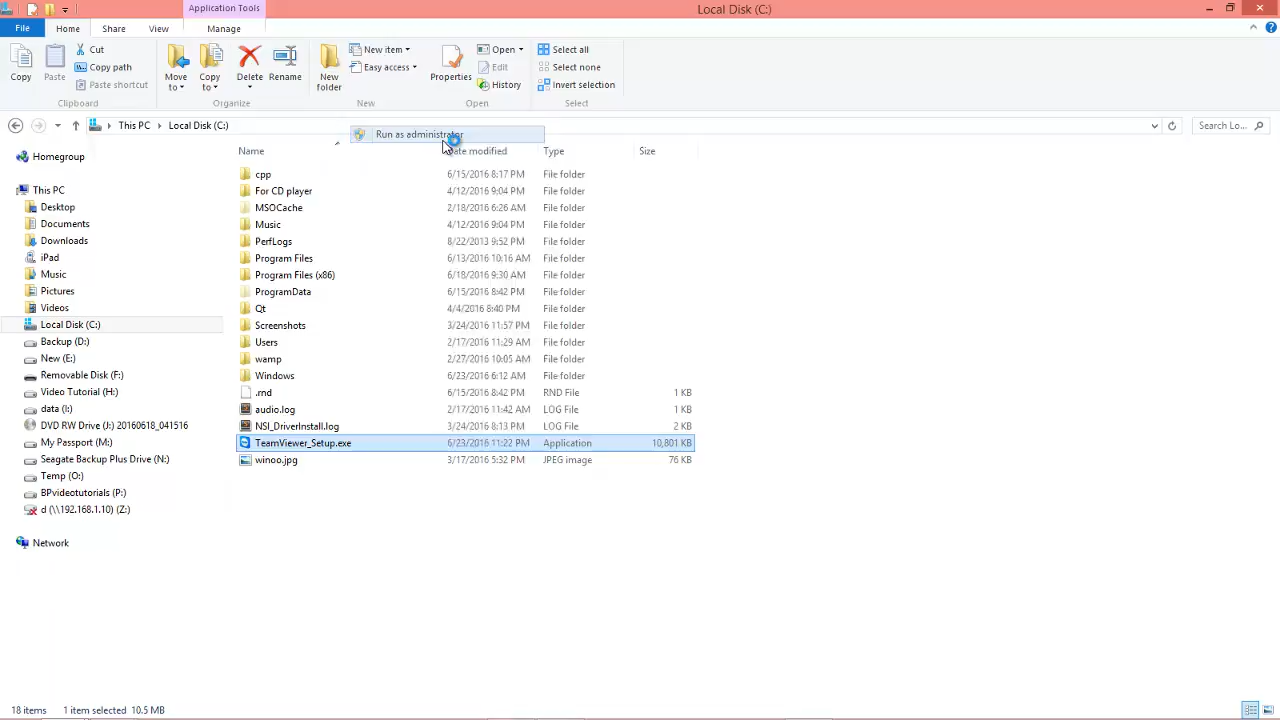 Application Tools
Local Disk (C:)
File Home Share View Manage
Copy
Paste
Cut
Copy path
Paste shortcut
Clipboard
Move to
Copy to
Delete
Rename
Organize
New folder
New item
Easy access
New
Properties
Open
Edit
History
Open
Select all
Select none
Invert selection
Select
This PC Local Disk (C:)
Search Lo...
Run as administrator
Name Date modified Type Size
Homegroup
This PC
Desktop
Documents
Downloads
iPad
Music
Pictures
Videos
Local Disk (C:)
Backup (D:)
New (E:)
Removable Disk (F:)
Video Tutorial (H:)
data (I:)
DVD RW Drive (J:) 20160618_041516
My Passport (M:)
Seagate Backup Plus Drive (N:)
Temp (O:)
BPvideotutorials (P:)
d (\\192.168.1.10) (Z:)
Network
cpp 6/15/2016 8:17 PM File folder
For CD player 4/12/2016 9:04 PM File folder
MSOCache 2/18/2016 6:26 AM File folder
Music 4/12/2016 9:04 PM File folder
PerfLogs 8/22/2013 9:52 PM File folder
Program Files 6/13/2016 10:16 AM File folder
Program Files (x86) 6/18/2016 9:30 AM File folder
ProgramData 6/15/2016 8:42 PM File folder
Qt 4/4/2016 8:40 PM File folder
Screenshots 3/24/2016 11:57 PM File folder
Users 2/17/2016 11:29 AM File folder
wamp 2/27/2016 10:05 AM File folder
Windows 6/23/2016 6:12 AM File folder
.rnd 6/15/2016 8:42 PM RND File 1 KB
audio.log 2/17/2016 11:42 AM LOG File 1 KB
NSI_DriverInstall.log 3/24/2016 8:13 PM LOG File 2 KB
TeamViewer_Setup.exe 6/23/2016 11:22 PM Application 10,801 KB
winoo.jpg 3/17/2016 5:32 PM JPEG image 76 KB
18 items 1 item selected 10.5 MB